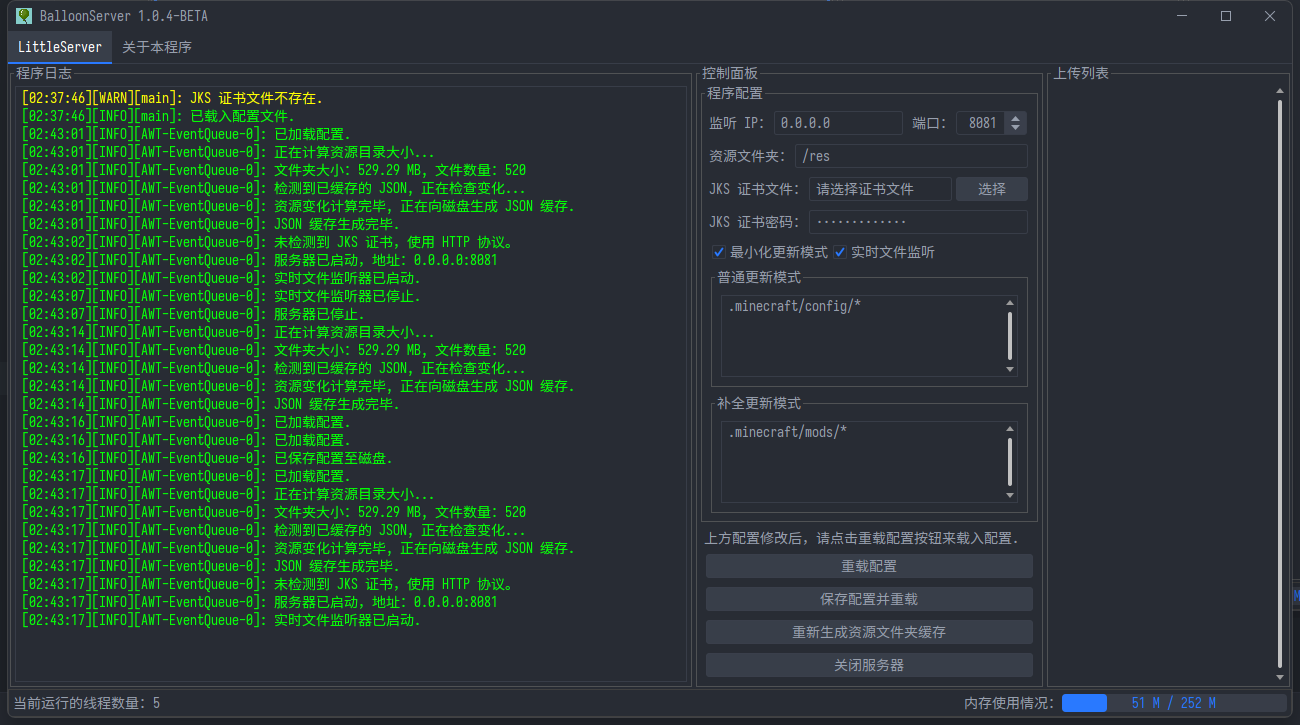 BalloonServer 1.0.4-BETA
LittleServer 关于本程序
程序日志
[02:37:46][WARN][main]: JKS 证书文件不存在.
[02:37:46][INFO][main]: 已载入配置文件.
[02:43:01][INFO][AWT-EventQueue-0]: 已加载配置.
[02:43:01][INFO][AWT-EventQueue-0]: 正在计算资源目录大小...
[02:43:01][INFO][AWT-EventQueue-0]: 文件夹大小: 529.29 MB, 文件数量: 520
[02:43:01][INFO][AWT-EventQueue-0]: 检测到已缓存的 JSON, 正在检查变化...
[02:43:01][INFO][AWT-EventQueue-0]: 资源变化计算完毕, 正在向磁盘生成 JSON 缓存.
[02:43:01][INFO][AWT-EventQueue-0]: JSON 缓存生成完毕.
[02:43:02][INFO][AWT-EventQueue-0]: 未检测到 JKS 证书, 使用 HTTP 协议。
[02:43:02][INFO][AWT-EventQueue-0]: 服务器已启动, 地址: 0.0.0.0:8081
[02:43:02][INFO][AWT-EventQueue-0]: 实时文件监听器已启动.
[02:43:07][INFO][AWT-EventQueue-0]: 实时文件监听器已停止.
[02:43:07][INFO][AWT-EventQueue-0]: 服务器已停止.
[02:43:14][INFO][AWT-EventQueue-0]: 正在计算资源目录大小...
[02:43:14][INFO][AWT-EventQueue-0]: 文件夹大小: 529.29 MB, 文件数量: 520
[02:43:14][INFO][AWT-EventQueue-0]: 检测到已缓存的 JSON, 正在检查变化...
[02:43:14][INFO][AWT-EventQueue-0]: 资源变化计算完毕, 正在向磁盘生成 JSON 缓存.
[02:43:14][INFO][AWT-EventQueue-0]: JSON 缓存生成完毕.
[02:43:16][INFO][AWT-EventQueue-0]: 已加载配置.
[02:43:16][INFO][AWT-EventQueue-0]: 已加载配置.
[02:43:16][INFO][AWT-EventQueue-0]: 已保存配置至磁盘.
[02:43:17][INFO][AWT-EventQueue-0]: 已加载配置.
[02:43:17][INFO][AWT-EventQueue-0]: 正在计算资源目录大小...
[02:43:17][INFO][AWT-EventQueue-0]: 文件夹大小: 529.29 MB, 文件数量: 520
[02:43:17][INFO][AWT-EventQueue-0]: 检测到已缓存的 JSON, 正在检查变化...
[02:43:17][INFO][AWT-EventQueue-0]: 资源变化计算完毕, 正在向磁盘生成 JSON 缓存.
[02:43:17][INFO][AWT-EventQueue-0]: JSON 缓存生成完毕.
[02:43:17][INFO][AWT-EventQueue-0]: 未检测到 JKS 证书, 使用 HTTP 协议。
[02:43:17][INFO][AWT-EventQueue-0]: 服务器已启动, 地址: 0.0.0.0:8081
[02:43:17][INFO][AWT-EventQueue-0]: 实时文件监听器已启动.
控制面板
程序配置
监听 IP: 0.0.0.0 端口: 8081
资源文件夹: /res
JKS 证书文件: 请选择证书文件 选择
JKS 证书密码: ·············
最小化更新模式 实时文件监听
普通更新模式
.minecraft/config/*
补全更新模式
.minecraft/mods/*
上方配置修改后, 请点击重载配置按钮来载入配置.
重载配置
保存配置并重载
重新生成资源文件夹缓存
关闭服务器
上传列表
当前运行的线程数量: 5
内存使用情况: 51 M / 252 M